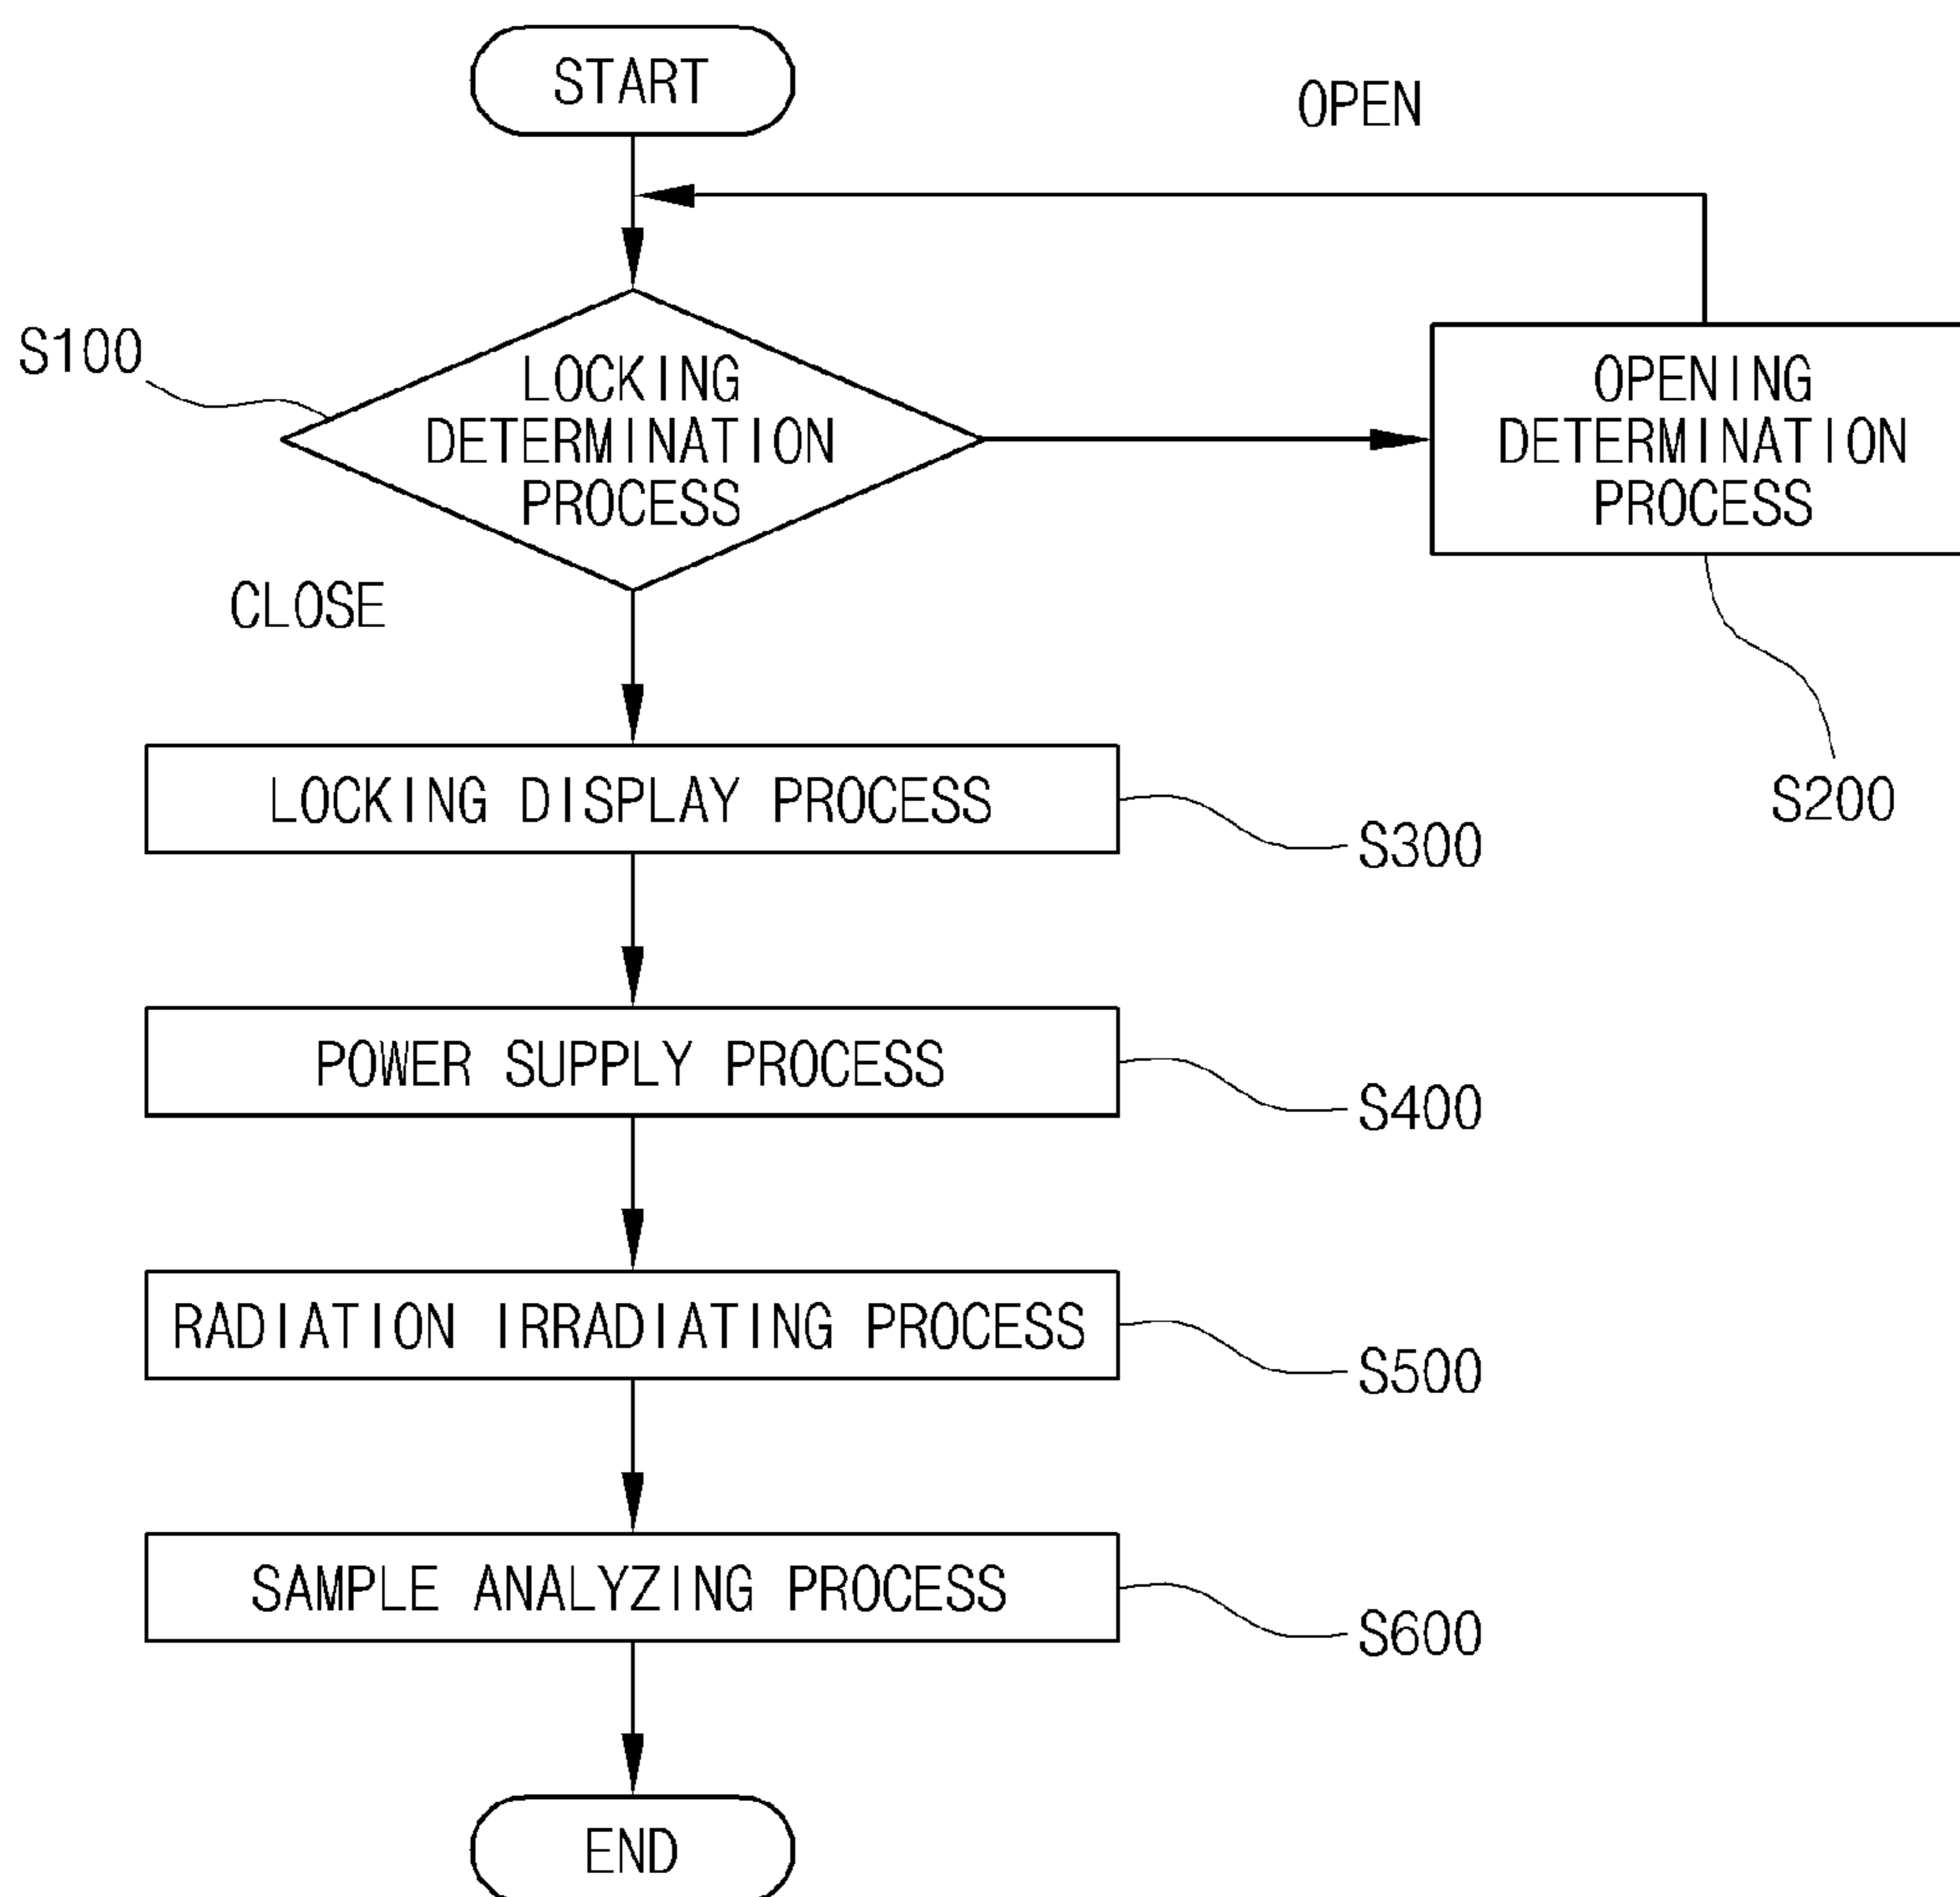 START
OPEN
S100
LOCKING
DETERMINATION
PROCESS
OPENING
DETERMINATION
PROCESS
CLOSE
S200
LOCKING DISPLAY PROCESS
S300
POWER SUPPLY PROCESS
S400
RADIATION IRRADIATING PROCESS
S500
SAMPLE ANALYZING PROCESS
S600
END